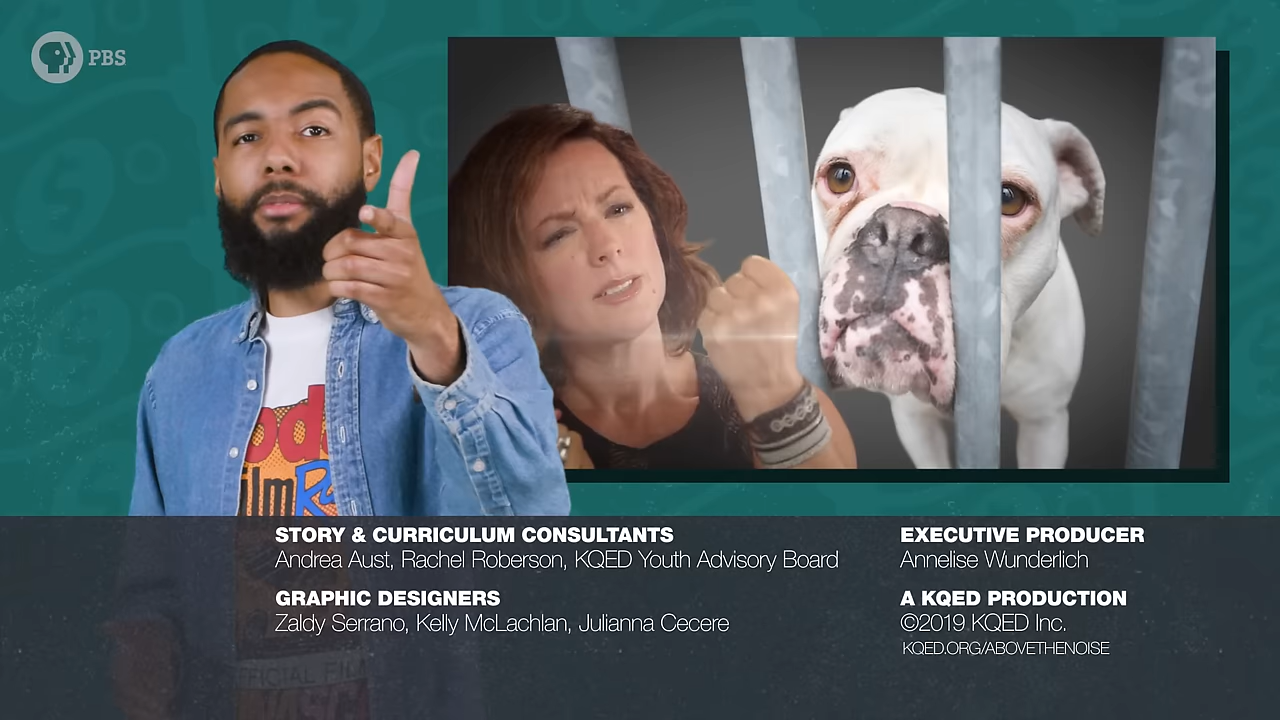 PBS
STORY & CURRICULUM CONSULTANTS
Andrea Aust, Rachel Roberson, KQED Youth Advisory Board
GRAPHIC DESIGNERS
Zaldy Serrano, Kelly McLachlan, Julianna Cecere
EXECUTIVE PRODUCER
Annelise Wunderlich
A KQED PRODUCTION
©2019 KQED Inc.
KQED.ORG/ABOVETHENOISE